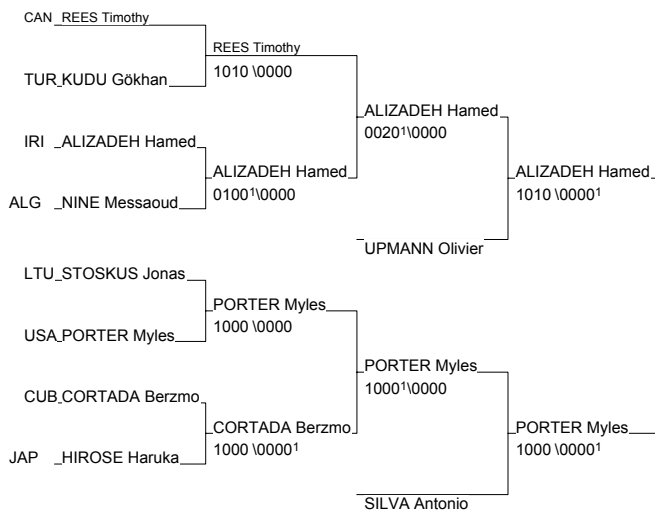 CAN REES Timothy
REES Timothy
1010 \0000
TUR KUDU Gökhan
ALIZADEH Hamed
0020¹\0000
IRI ALIZADEH Hamed
ALIZADEH Hamed
0100¹\0000
ALIZADEH Hamed
1010 \0000¹
ALG NINE Messaoud
UPMANN Olivier
LTU STOSKUS Jonas
PORTER Myles
1000 \0000
USA PORTER Myles
PORTER Myles
1000¹\0000
CUB CORTADA Berzmo
CORTADA Berzmo
1000 \0000¹
PORTER Myles
1000 \0000¹
JAP HIROSE Haruka
SILVA Antonio